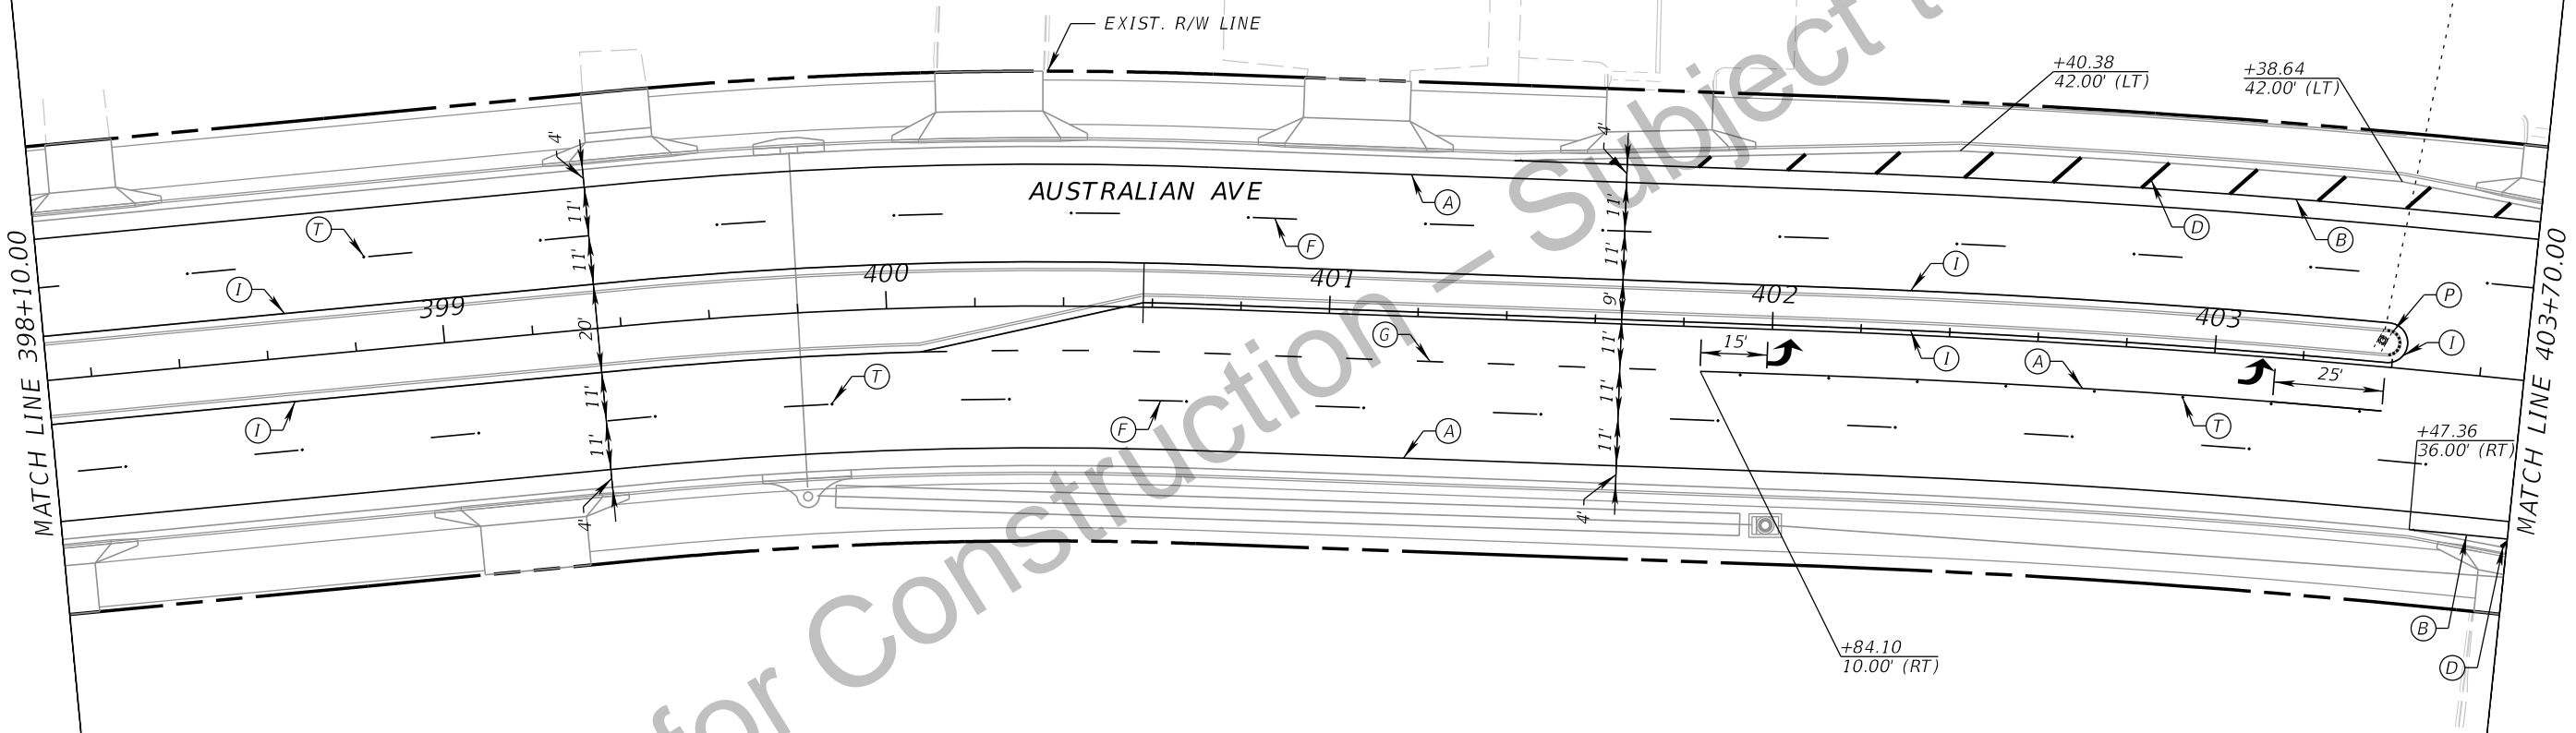 EXIST. R/W LINE
+40.38
42.00' (LT)
+38.64
42.00' (LT)
4'
4'
AUSTRALIAN AVE
A
D
B
T
11'
F
11'
11'
11'
I
I
400
401
402
403
399
P
MATCH LINE 398+10.00
MATCH LINE 403+70.00
20'
9'
G
15'
I
A
I
11'
25'
T
11'
11'
I
F
A
T
11'
11'
+47.36
36.00' (RT)
4'
4'
B
+84.10
10.00' (RT)
D
for Construction – Subject t